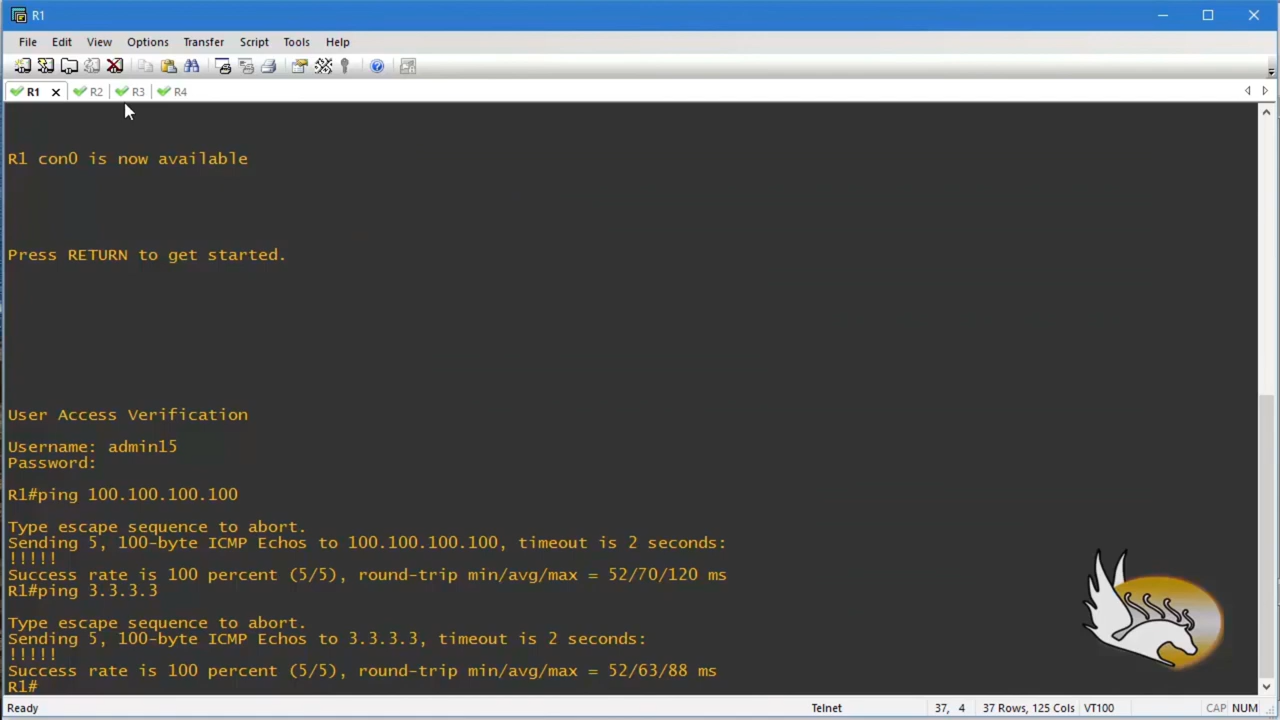 R1
File Edit View Options Transfer Script Tools Help
R1 R2 R3 R4
R1 con0 is now available
Press RETURN to get started.
User Access Verification
Username: admin15
Password:
R1#ping 100.100.100.100
Type escape sequence to abort.
Sending 5, 100-byte ICMP Echos to 100.100.100.100, timeout is 2 seconds:
!!!!!
Success rate is 100 percent (5/5), round-trip min/avg/max = 52/70/120 ms
R1#ping 3.3.3.3
Type escape sequence to abort.
Sending 5, 100-byte ICMP Echos to 3.3.3.3, timeout is 2 seconds:
!!!!!
Success rate is 100 percent (5/5), round-trip min/avg/max = 52/63/88 ms
R1#
Ready Telnet 37, 4 37 Rows, 125 Cols VT100 CAP NUM